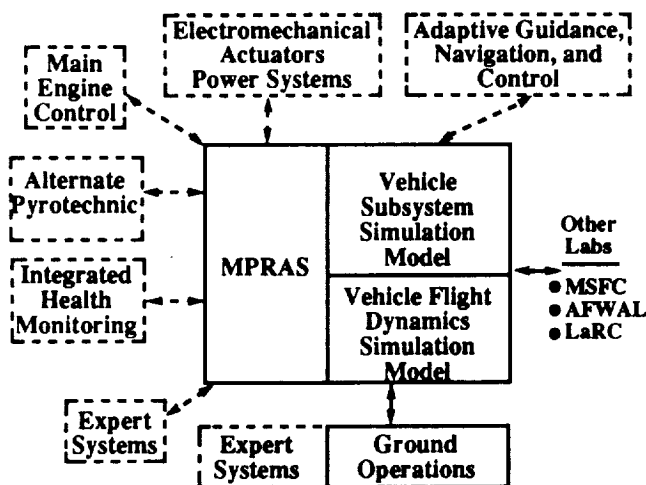 Electromechanical
Actuators
Power Systems
Adaptive Guidance,
Navigation, and
Control
Main
Engine
Control
Alternate
Pyrotechnic
Integrated
Health
Monitoring
Expert
Systems
MPRAS
Vehicle
Subsystem
Simulation
Model
Vehicle Flight
Dynamics
Simulation
Model
Other
Labs
MSFC
AFWAL
LaRC
Expert
Systems
Ground
Operations